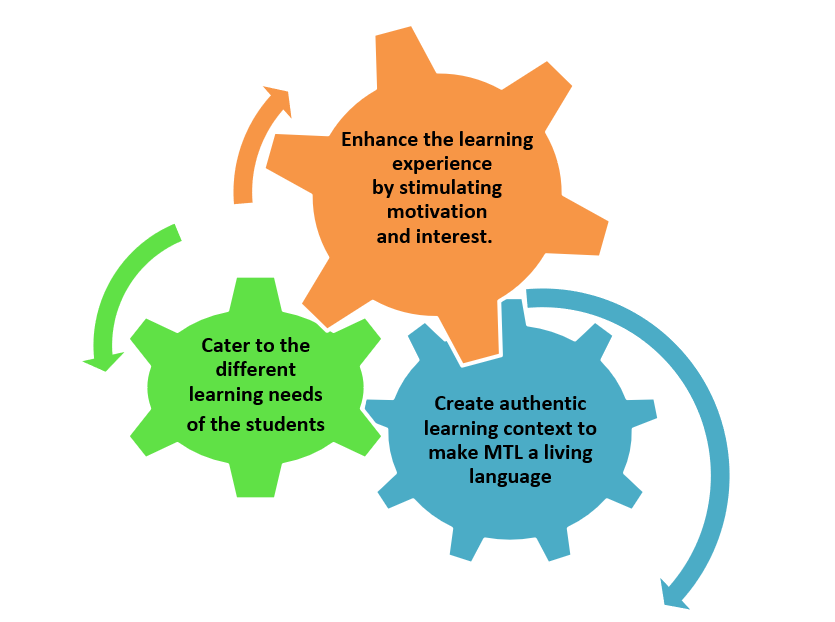 Enhance the learning
experience
by stimulating
motivation
and interest.
Cater to the
different
learning needs
of the students
Create authentic
learning context to
make MTL a living
language